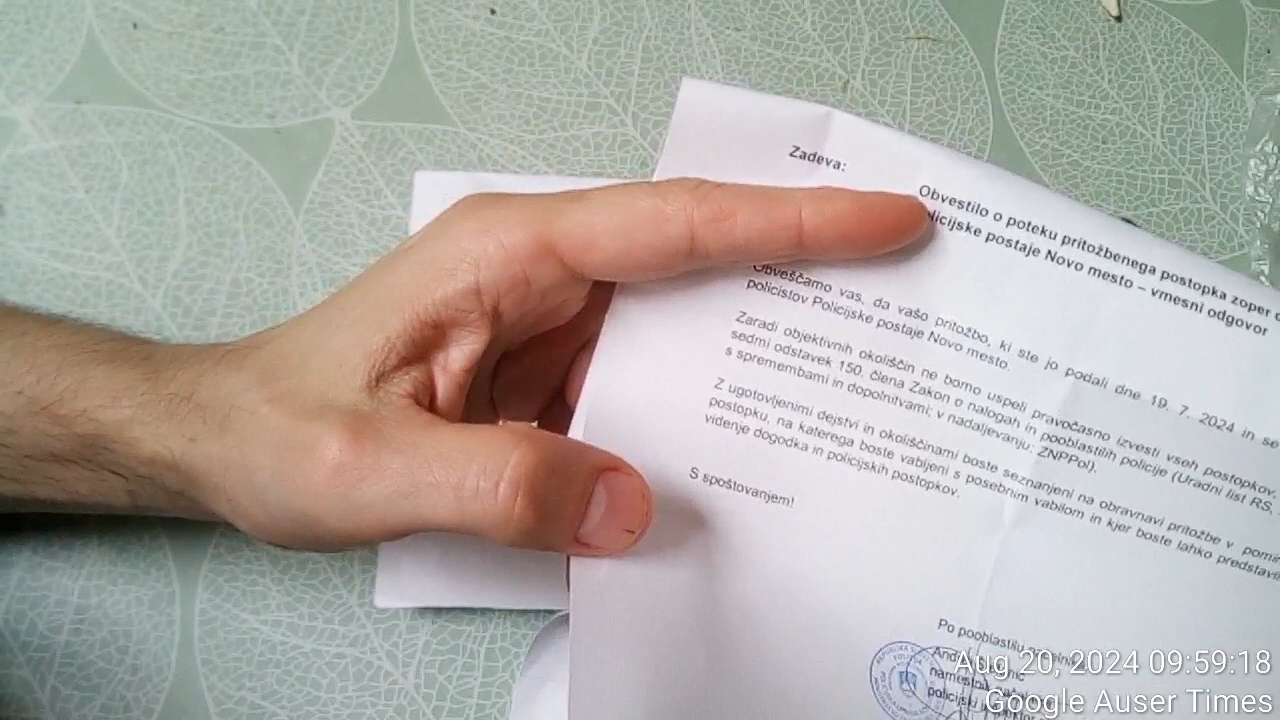 Zadeva:
Obvestilo o poteku pritožbenega postopka zoper
policijske postaje Novo mesto – vmesni odgovor
Obveščamo vas, da vašo pritožbo, ki ste jo podali dne 19. 7. 2024 in se
policistov Policijske postaje Novo mesto.
Zaradi objektivnih okoliščin ne bomo uspeli pravočasno izvesti vseh postopkov,
sedmi odstavek 150. člena Zakon o nalogah in pooblastilih policije (Uradni list RS,
s spremembami in dopolnitvami; v nadaljevanju: ZNPPol).
Z ugotovljenimi dejstvi in okoliščinami boste seznanjeni na obravnavi pritožbe v pomir
postopku, na katerega boste vabljeni s posebnim vabilom in kjer boste lahko predstavi
videnje dogodka in policijskih postopkov.
S spoštovanjem!
Po pooblastilu
policijski
REPUBLIKA
POLICIJA
Aug 20, 2024 09:59:18
Google Auser Times